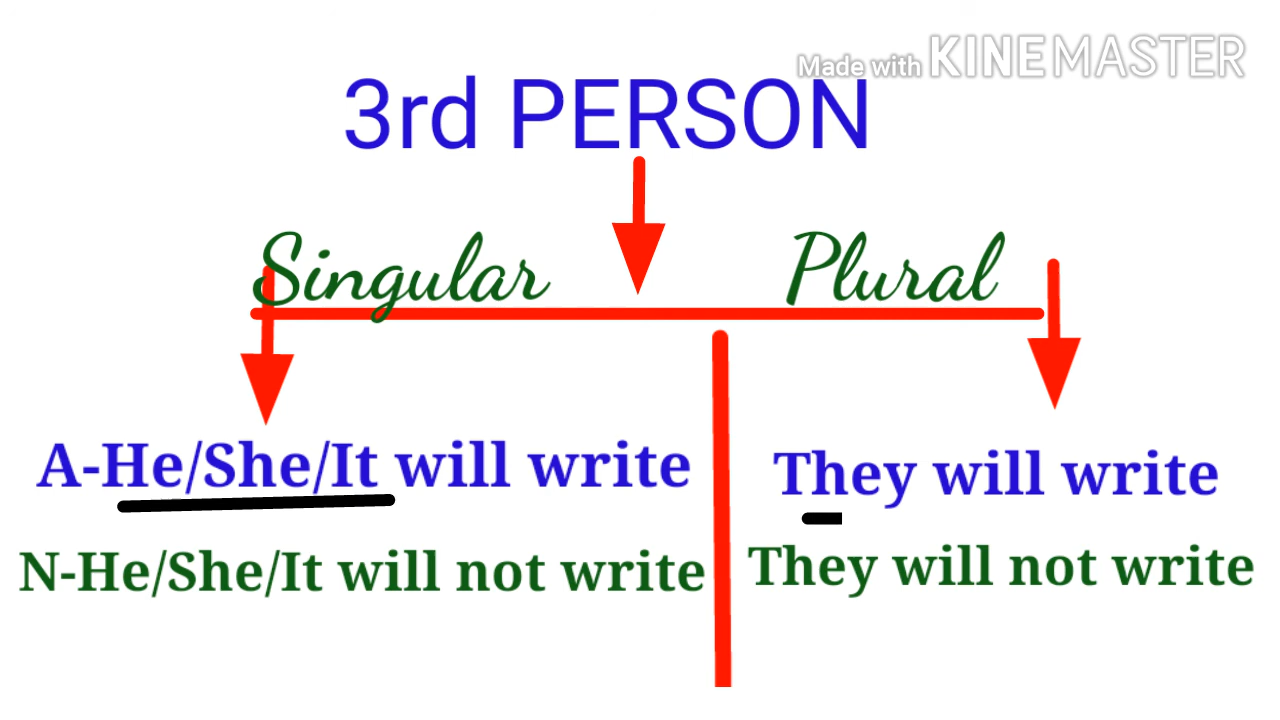 Made with KINEMASTER
3rd PERSON
Singular
Plural
A-He/She/It will write
They will write
N-He/She/It will not write
They will not write